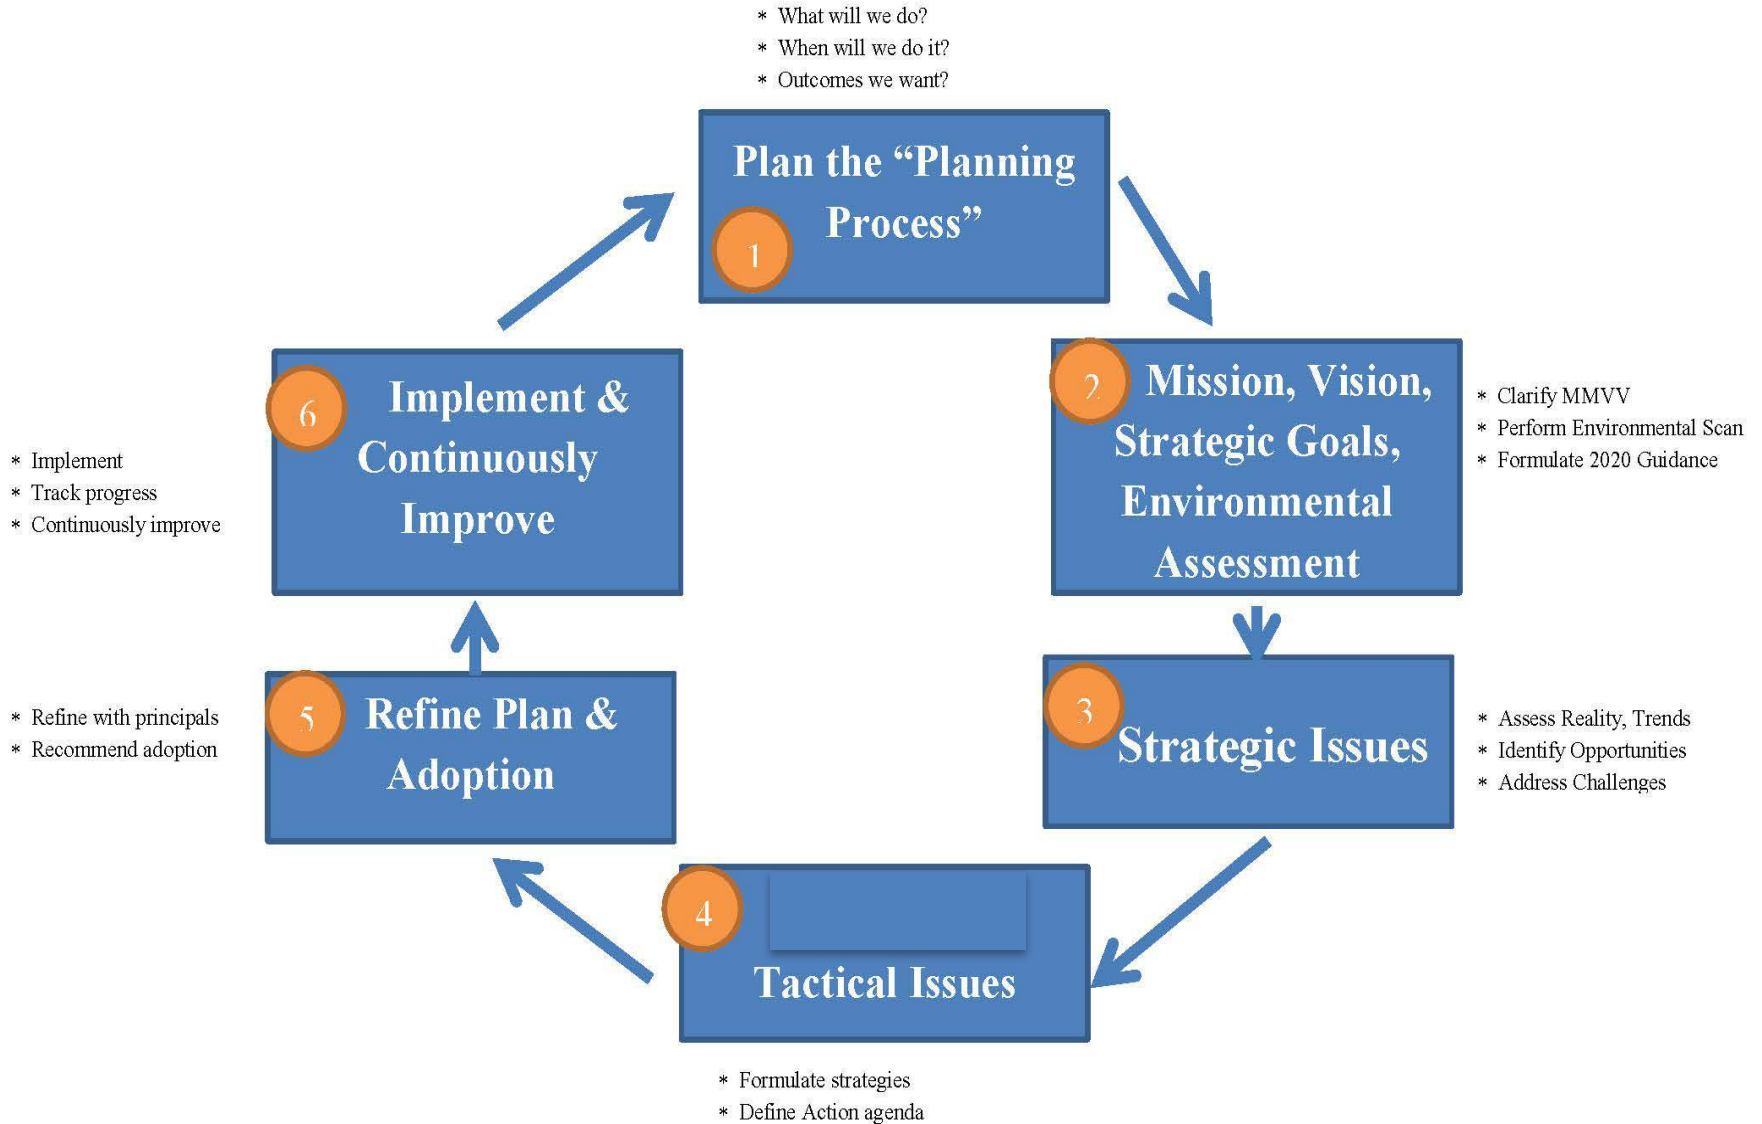 * What will we do?
* When will we do it?
* Outcomes we want?
Plan the “Planning
Process”
1
2
Mission, Vision,
Strategic Goals,
Environmental
Assessment
* Clarify MMVV
* Perform Environmental Scan
* Formulate 2020 Guidance
3
Strategic Issues
* Assess Reality, Trends
* Identify Opportunities
* Address Challenges
4
Tactical Issues
* Formulate strategies
* Define Action agenda
5
Refine Plan &
Adoption
* Refine with principals
* Recommend adoption
6
Implement &
Continuously
Improve
* Implement
* Track progress
* Continuously improve